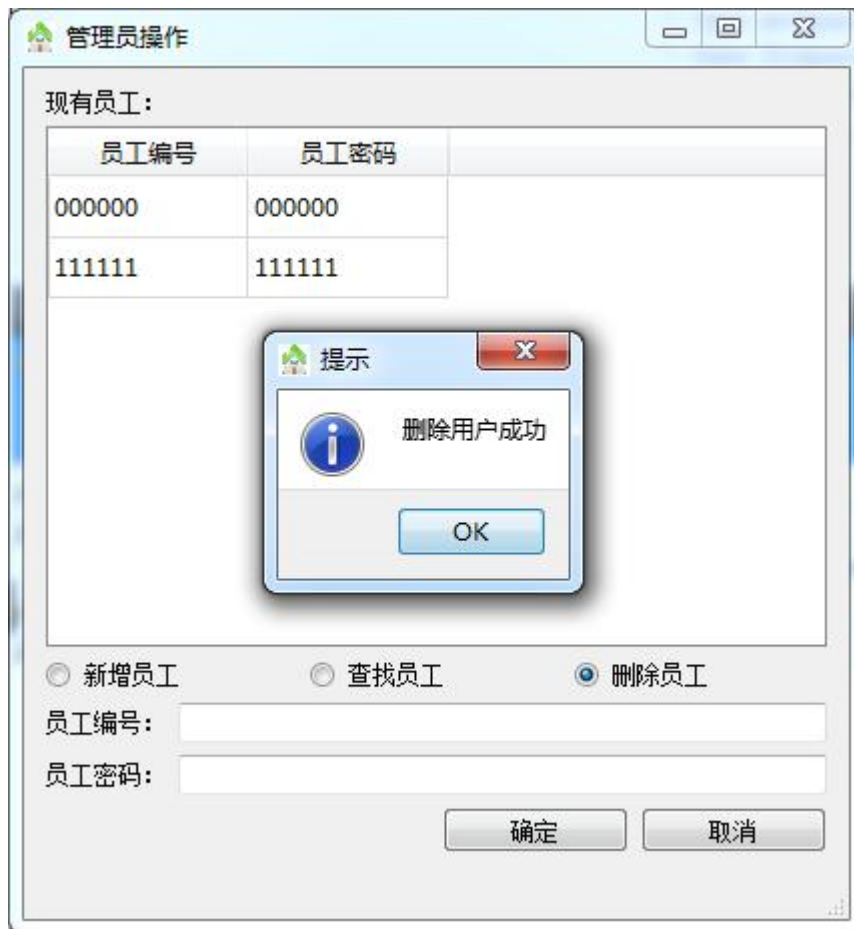 管理员操作
现有员工：
员工编号 员工密码
000000 000000
111111 111111
提示
删除用户成功
OK
新增员工 查找员工 删除员工
员工编号：
员工密码：
确定 取消